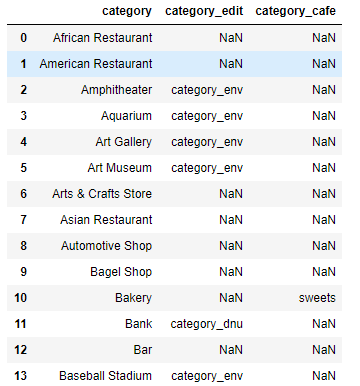 category category_edit category_cafe
0 African Restaurant NaN NaN
1 American Restaurant NaN NaN
2 Amphitheater category_env NaN
3 Aquarium category_env NaN
4 Art Gallery category_env NaN
5 Art Museum category_env NaN
6 Arts & Crafts Store NaN NaN
7 Asian Restaurant NaN NaN
8 Automotive Shop NaN NaN
9 Bagel Shop NaN NaN
10 Bakery NaN sweets
11 Bank category_dnu NaN
12 Bar NaN NaN
13 Baseball Stadium category_env NaN